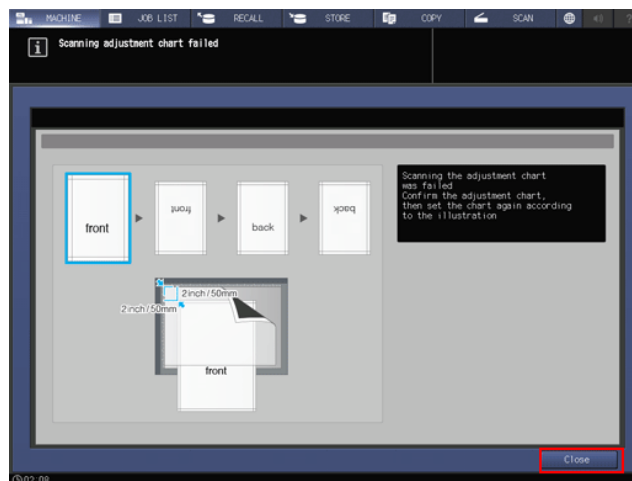 MACHINE JOB LIST RECALL STORE COPY SCAN ?
Scanning adjustment chart failed
front front back back
Scanning the adjustment chart
was failed
Confirm the adjustment chart,
then set the chart again according
to the illustration
2inch/50mm
2inch/50mm
front
Close
02:08